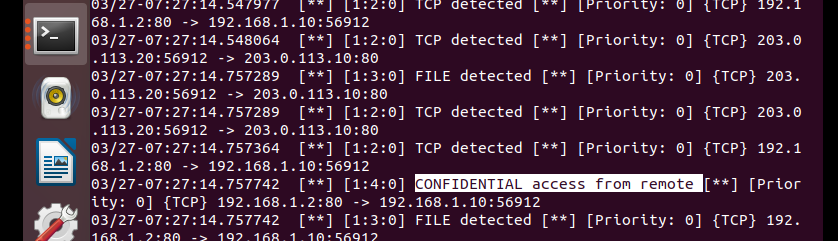 03/27-07:27:14.547977  [**] [1:2:0] TCP detected [**] [Priority: 0] {TCP} 192.1
68.1.2:80 -> 192.168.1.10:56912
03/27-07:27:14.548064  [**] [1:2:0] TCP detected [**] [Priority: 0] {TCP} 203.0
.113.20:56912 -> 203.0.113.10:80
03/27-07:27:14.757289  [**] [1:3:0] FILE detected [**] [Priority: 0] {TCP} 203.
0.113.20:56912 -> 203.0.113.10:80
03/27-07:27:14.757289  [**] [1:2:0] TCP detected [**] [Priority: 0] {TCP} 203.0
.113.20:56912 -> 203.0.113.10:80
03/27-07:27:14.757364  [**] [1:2:0] TCP detected [**] [Priority: 0] {TCP} 192.1
68.1.2:80 -> 192.168.1.10:56912
03/27-07:27:14.757742  [**] [1:4:0] CONFIDENTIAL access from remote [**] [Prior
ity: 0] {TCP} 192.168.1.2:80 -> 192.168.1.10:56912
03/27-07:27:14.757742  [**] [1:3:0] FILE detected [**] [Priority: 0] {TCP} 192.
168.1.2:80 -> 192.168.1.10:56912